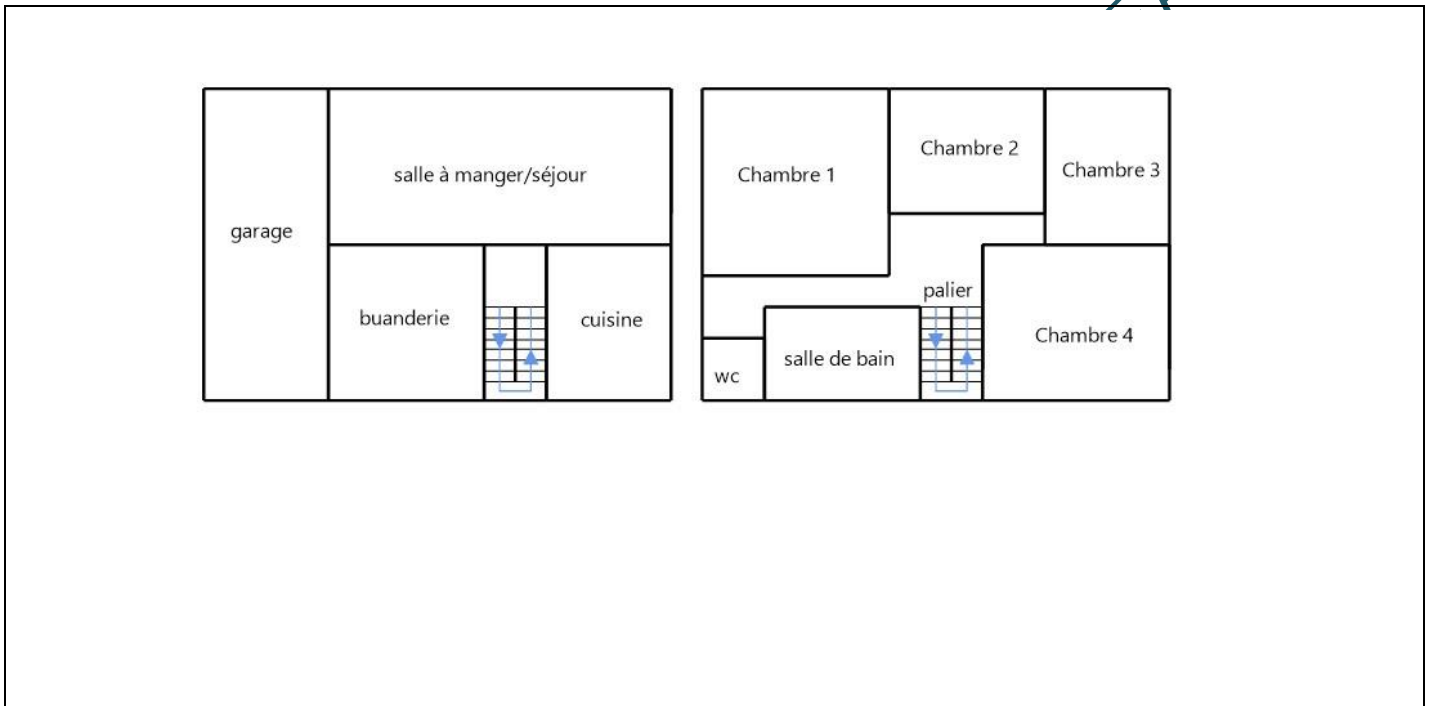 salle à manger/séjour
garage
buanderie
cuisine
Chambre 1
Chambre 2
Chambre 3
palier
Chambre 4
salle de bain
wc